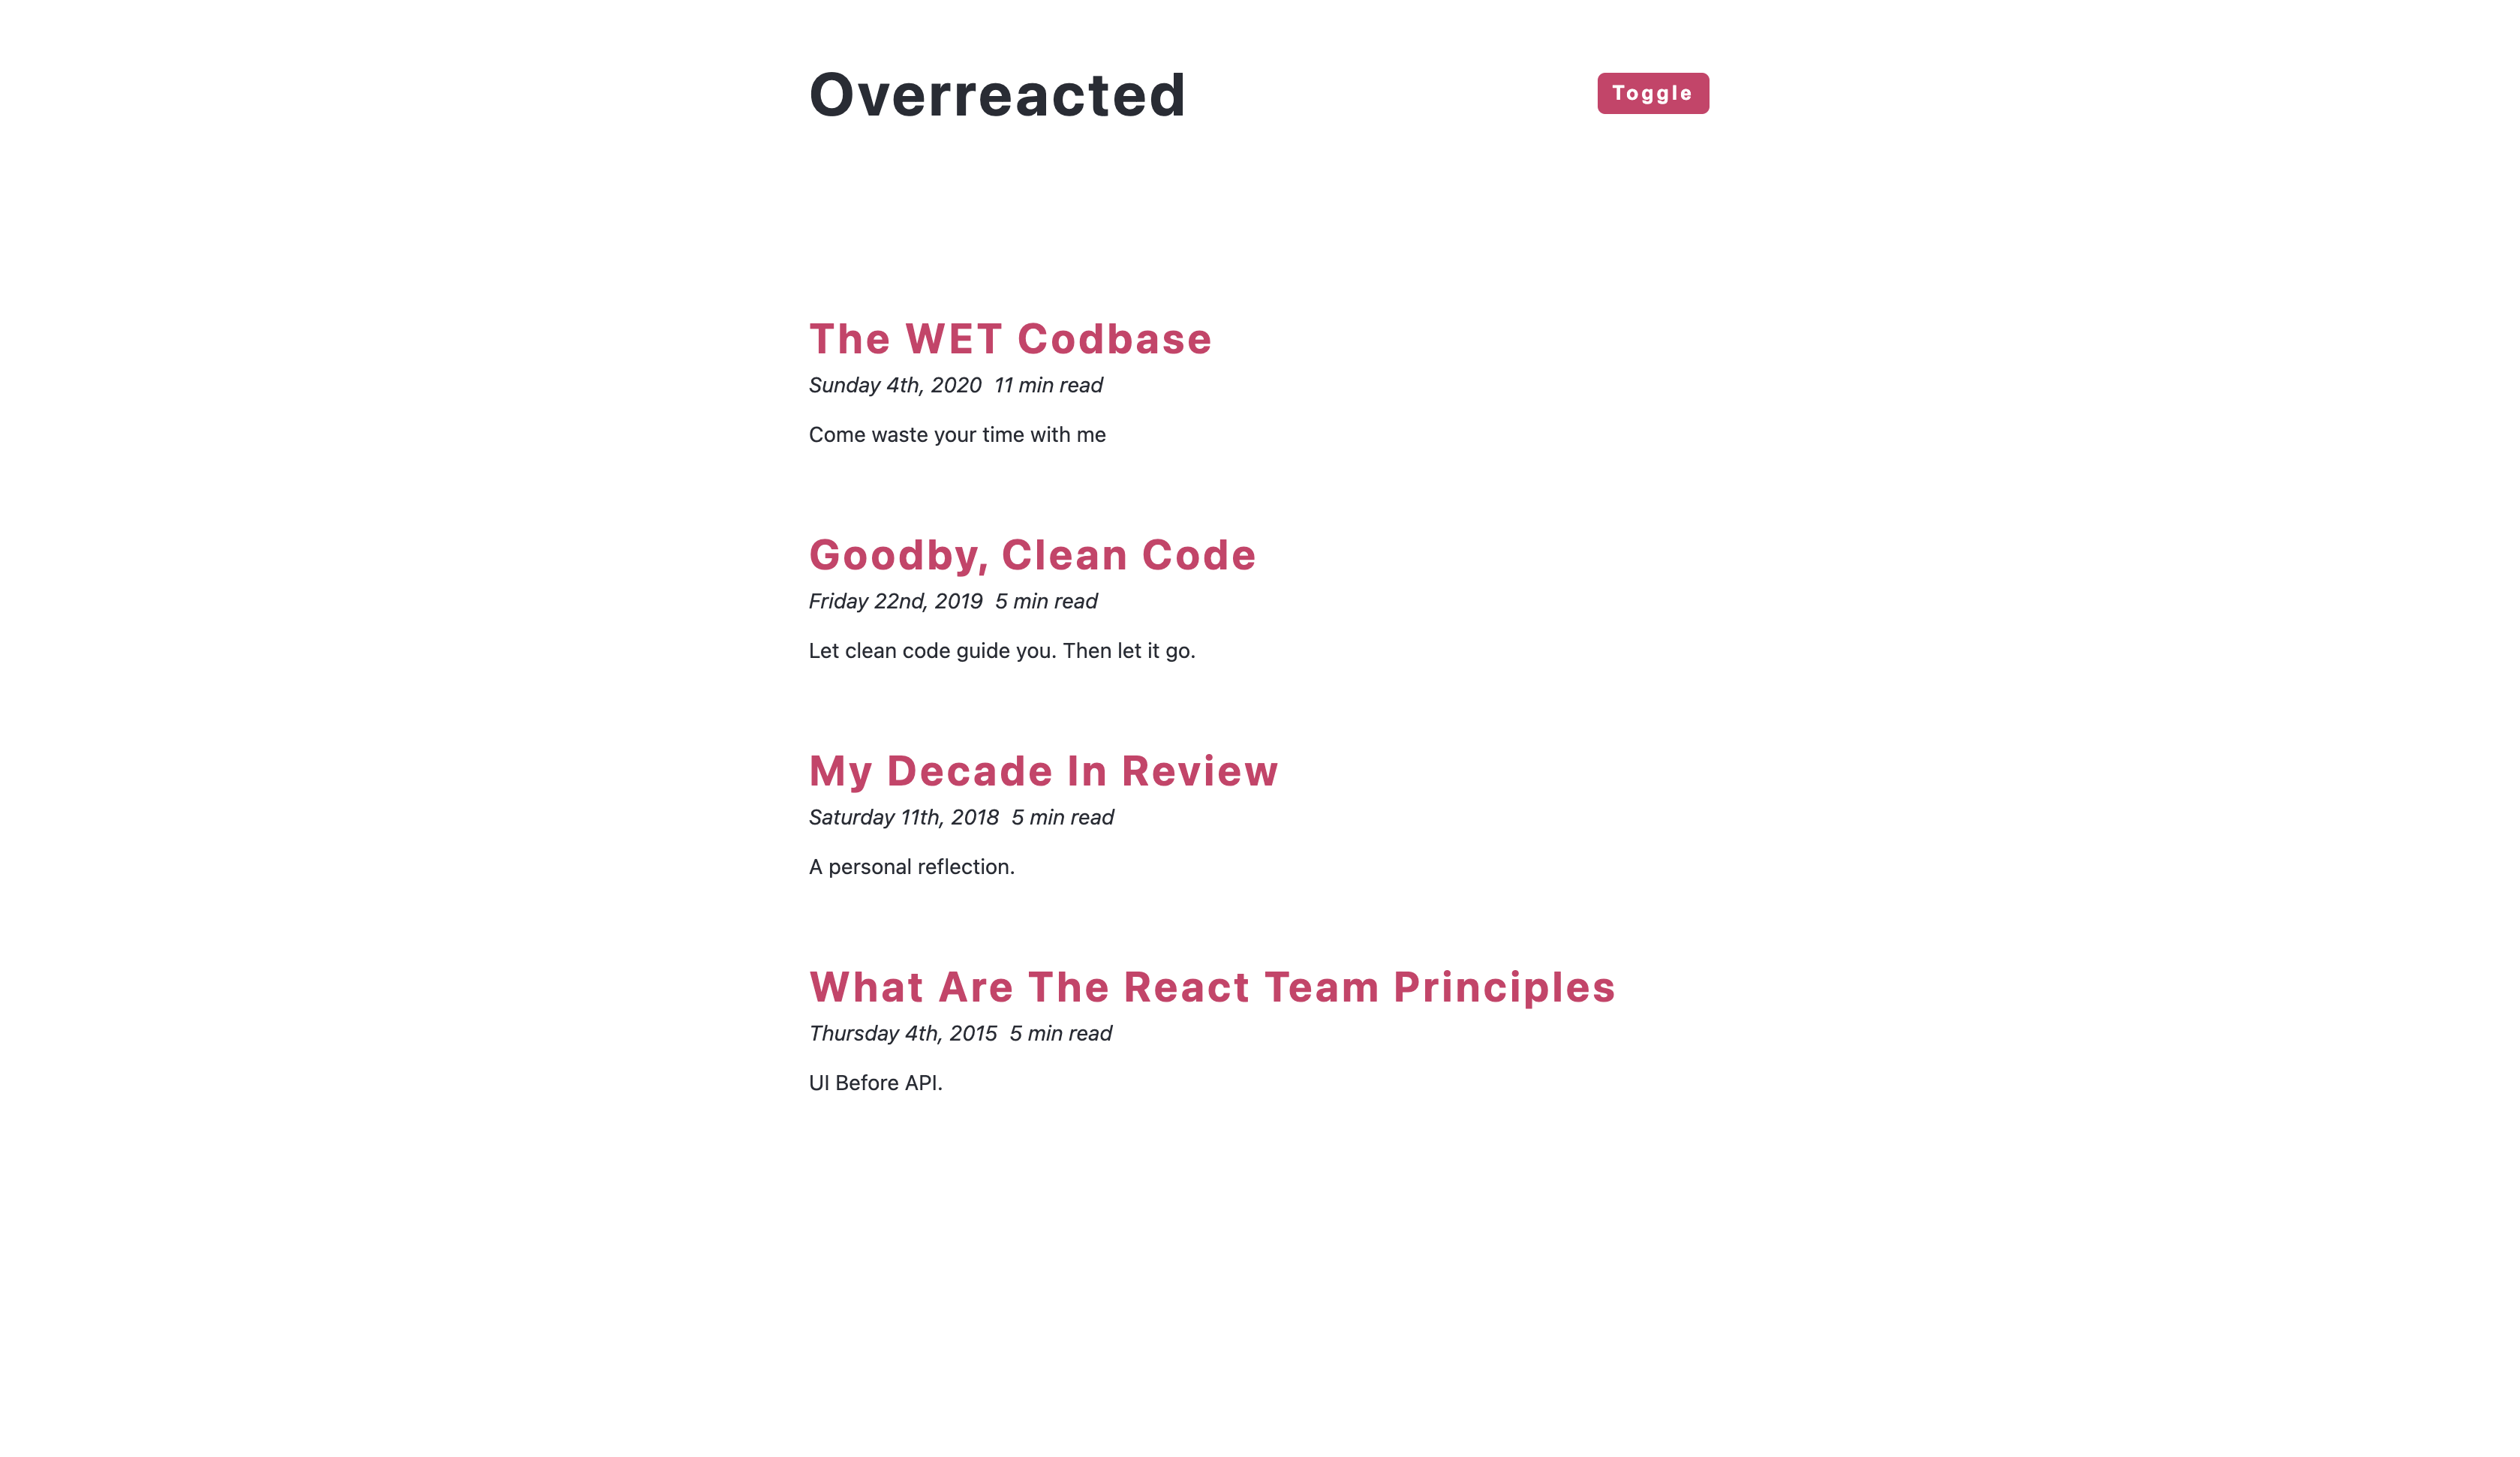 Overreacted
Toggle
The WET Codbase
Sunday 4th, 2020 11 min read
Come waste your time with me
Goodby, Clean Code
Friday 22nd, 2019 5 min read
Let clean code guide you. Then let it go.
My Decade In Review
Saturday 11th, 2018 5 min read
A personal reflection.
What Are The React Team Principles
Thursday 4th, 2015 5 min read
UI Before API.